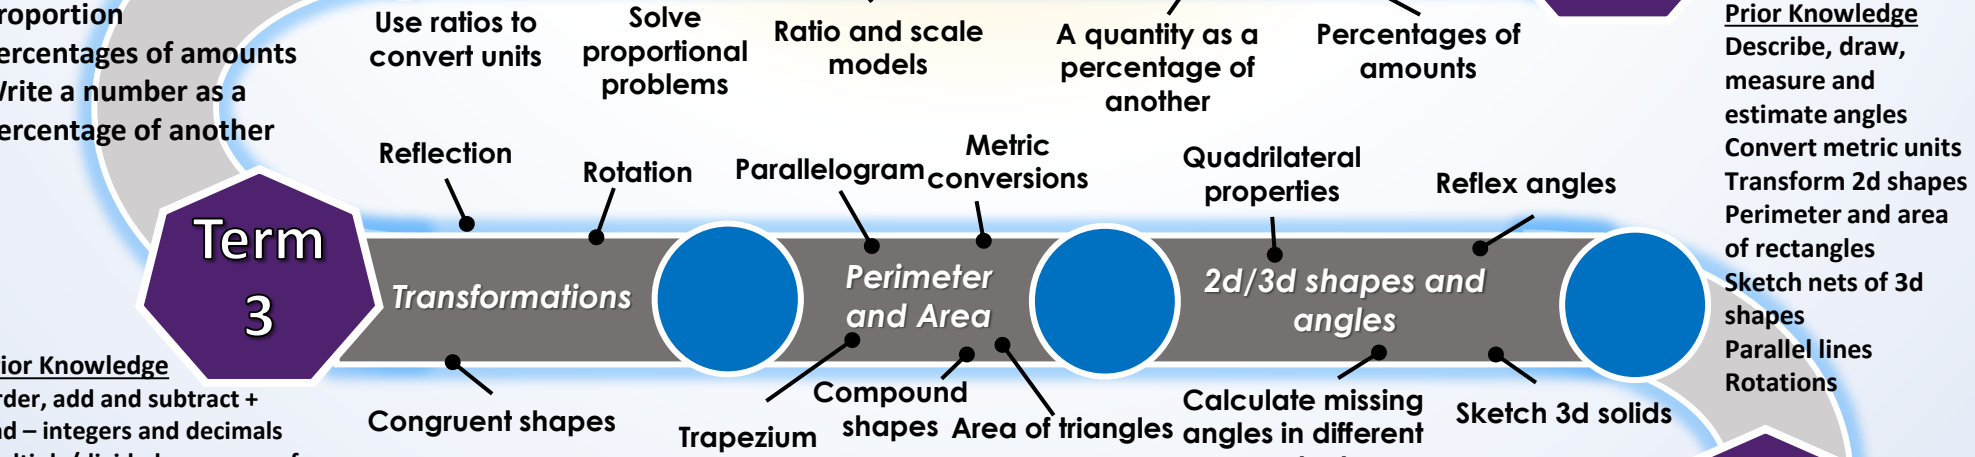 roportion
ercentages of amounts
Write a number as a
ercentage of another
Use ratios to
convert units
Solve
proportional
problems
Ratio and scale
models
A quantity as a
percentage of
another
Percentages of
amounts
Prior Knowledge
Describe, draw,
measure and
estimate angles
Convert metric units
Transform 2d shapes
Perimeter and area
of rectangles
Sketch nets of 3d
shapes
Parallel lines
Rotations
Reflection
Rotation
Parallelogram
Metric
conversions
Quadrilateral
properties
Reflex angles
Term
3
Transformations
Perimeter
and Area
2d/3d shapes and
angles
Congruent shapes
Trapezium
Compound
shapes
Area of triangles
Calculate missing
angles in different
Sketch 3d solids
rior Knowledge
rder, add and subtract +
nd – integers and decimals